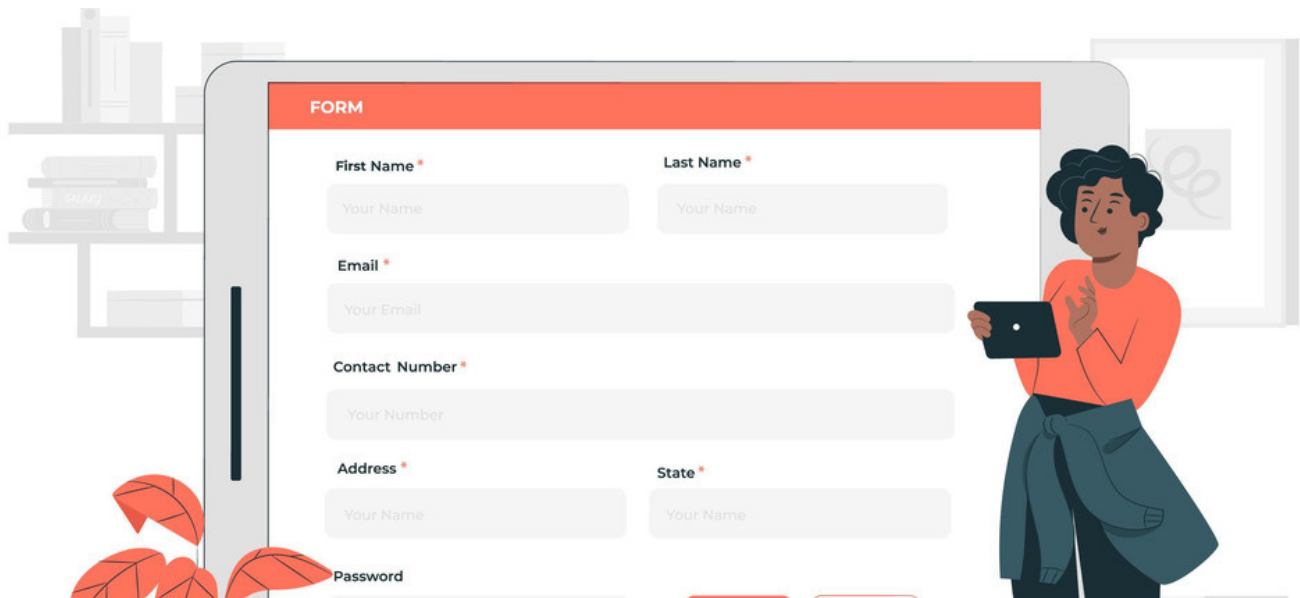 FORM
First Name * Last Name *
Your Name Your Name
Email *
Your Email
Contact Number *
Your Number
Address * State *
Your Name Your Name
Password